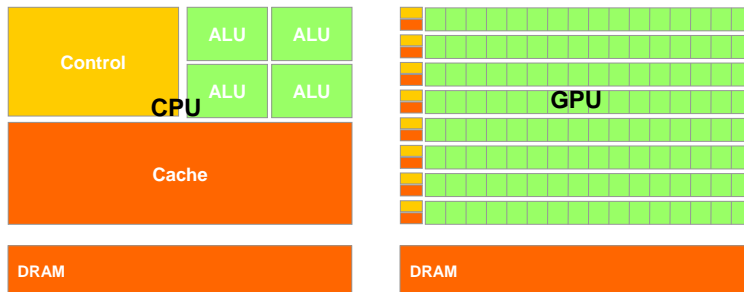 Control
ALU ALU
ALU ALU
CPU
Cache
DRAM
GPU
DRAM